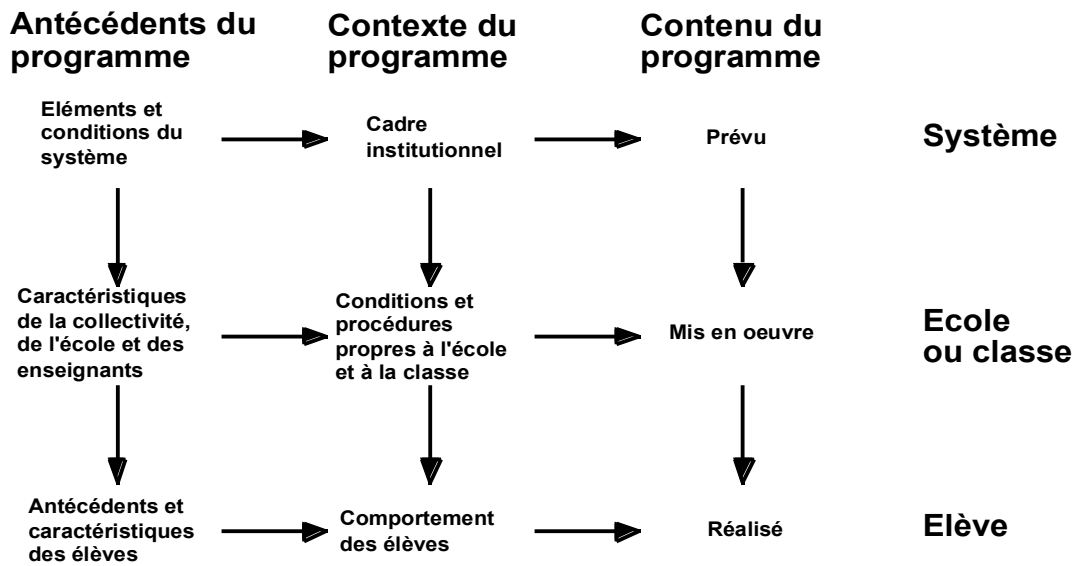 Antécédents du
programme
Contexte du
programme
Contenu du
programme
Eléments et
conditions du
système
Cadre
institutionnel
Prévu
Système
Caractéristiques
de la collectivité,
de l'école et des
enseignants
Conditions et
procédures
propres à l'école
et à la classe
Mis en oeuvre
Ecole
ou classe
Antécédents et
caractéristiques
des élèves
Comportement
des élèves
Réalisé
Elève